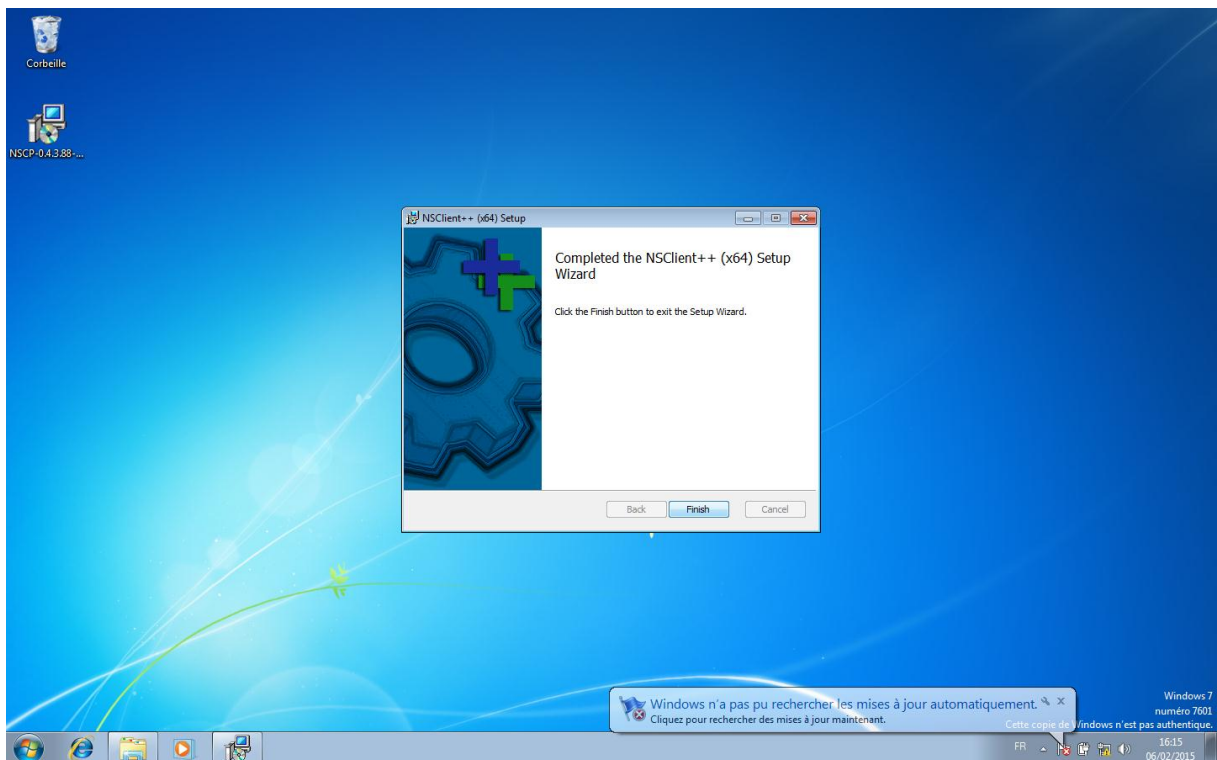 Corbeille
NSCP-0.4.3.88-...
NSClient++ (x64) Setup
Completed the NSClient++ (x64) Setup
Wizard
Click the Finish button to exit the Setup Wizard.
Back
Finish
Cancel
Windows n'a pas pu rechercher les mises à jour automatiquement.
Cliquez pour rechercher des mises à jour maintenant.
Windows 7
numéro 7601
Cette copie de Windows n'est pas authentique.
FR
16:15
06/02/2015